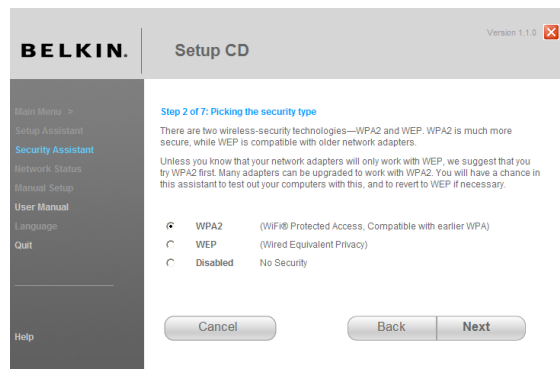 Version 1.1.0
BELKIN.
Setup CD
Main Menu >
Setup Assistant
Security Assistant
Network Status
Manual Setup
User Manual
Language
Quit
Help
Step 2 of 7: Picking the security type
There are two wireless-security technologies—WPA2 and WEP. WPA2 is much more
secure, while WEP is compatible with older network adapters.
Unless you know that your network adapters will only work with WEP, we suggest that you
try WPA2 first. Many adapters can be upgraded to work with WPA2. You will have a chance in
this assistant to test out your computers with this, and to revert to WEP if necessary.
WPA2 (WiFi® Protected Access, Compatible with earlier WPA)
WEP (Wired Equivalent Privacy)
Disabled No Security
Cancel Back Next